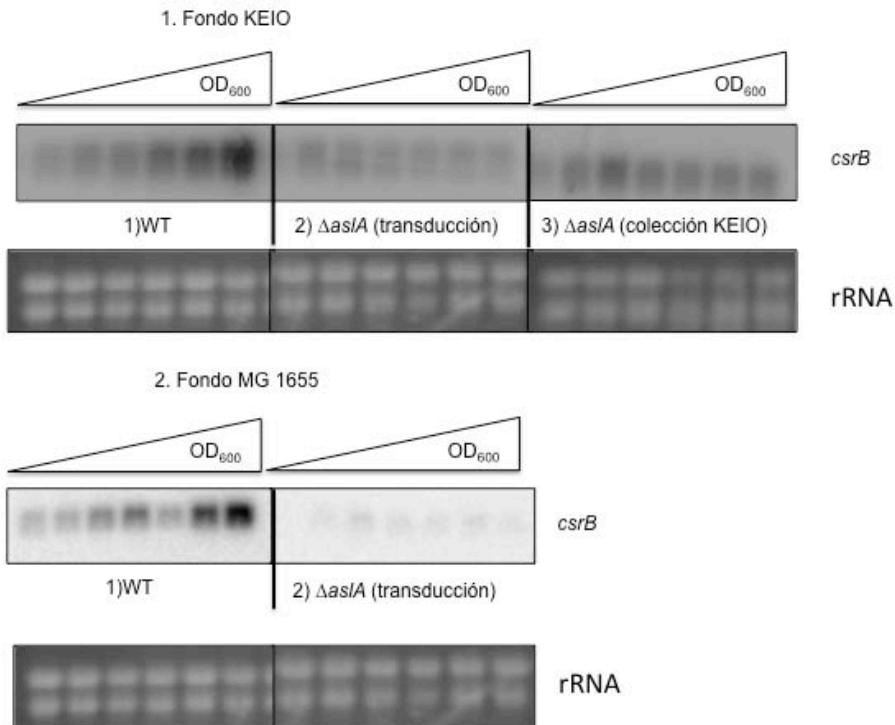 1. Fondo KEIO
OD600 OD600 OD600
csrB
1)WT 2) ΔaslA (transducción) 3) ΔaslA (colección KEIO)
rRNA
2. Fondo MG 1655
OD600 OD600
csrB
1)WT 2) ΔaslA (transducción)
rRNA